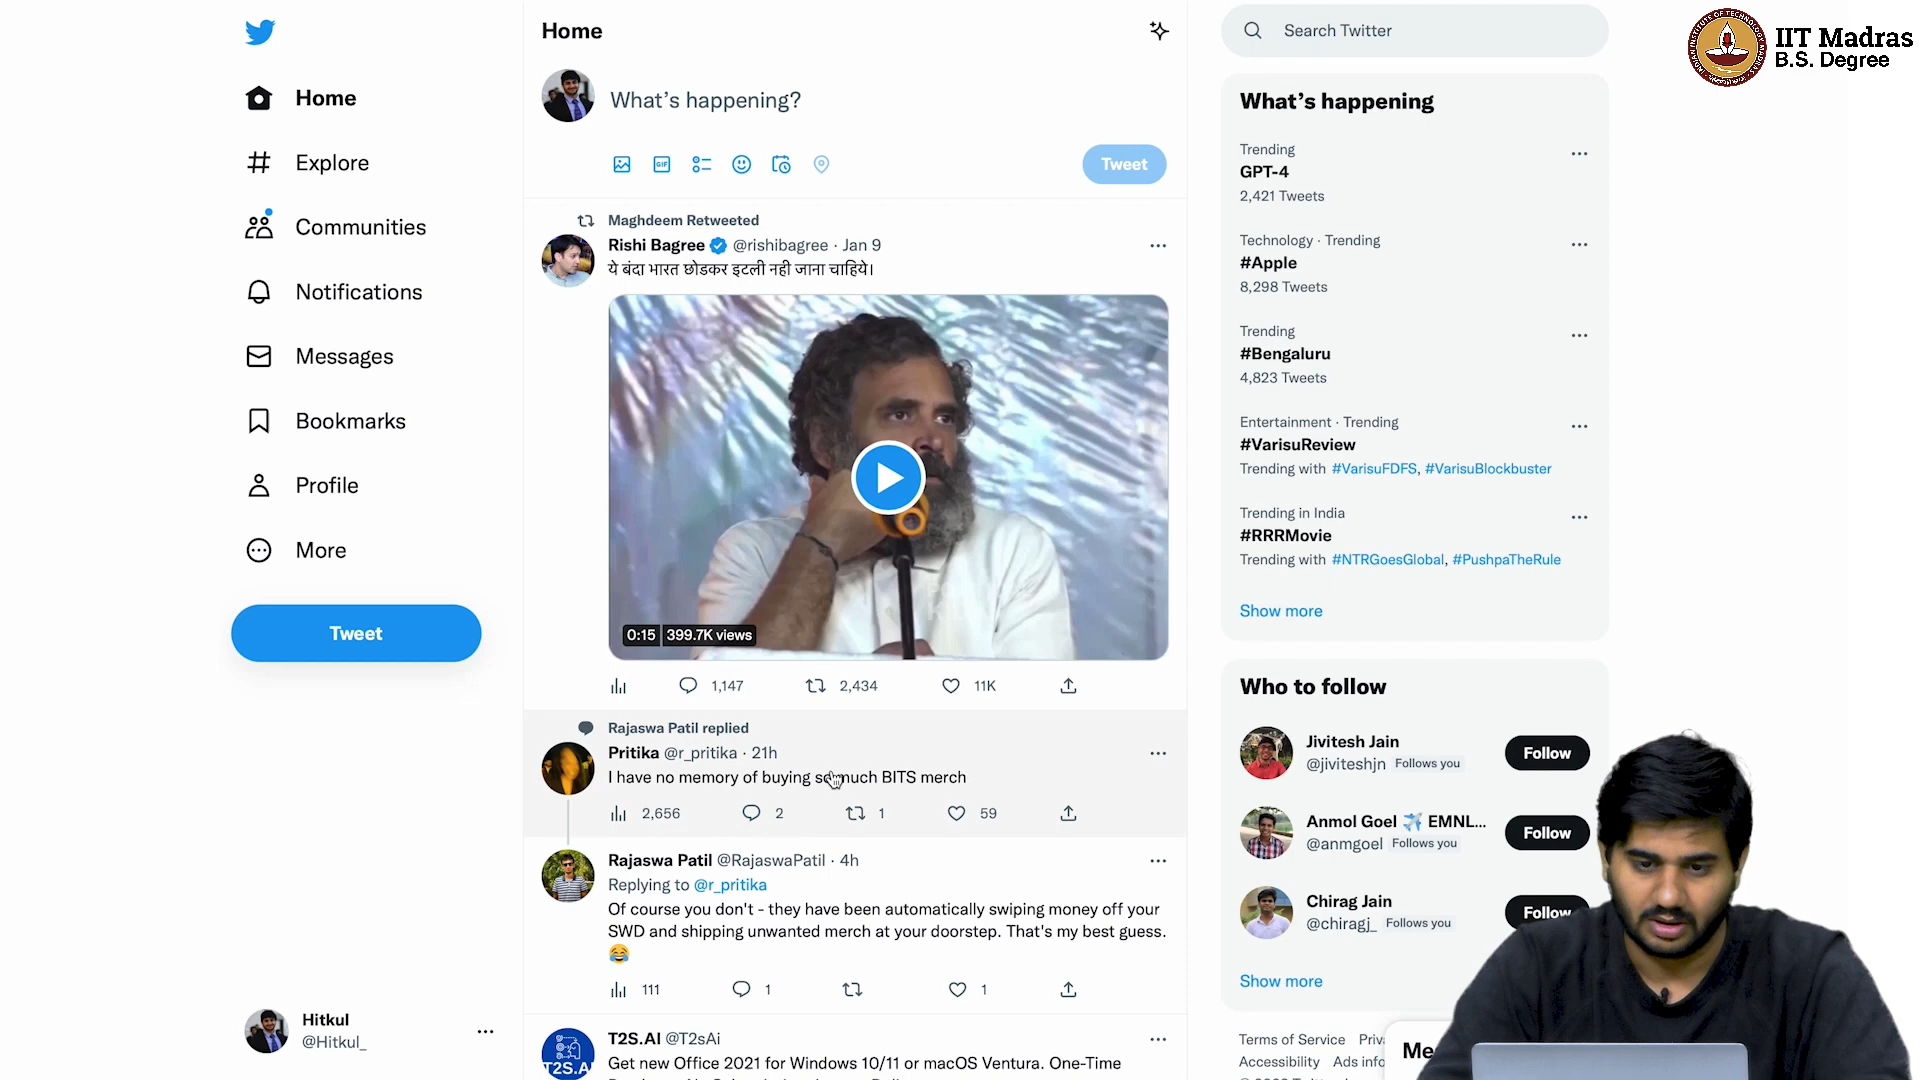 IIT Madras
B.S. Degree
Home
Explore
Communities
Notifications
Messages
Bookmarks
Profile
More
Tweet
Hitkul
@Hitkul_
Home
What's happening?
GIF
Tweet
Maghdeem Retweeted
Rishi Bagree @rishibagree · Jan 9
ये बंदा भारत छोडकर इटली नही जाना चाहिये।
0:15 399.7K views
1,147 2,434 11K
Rajaswa Patil replied
Pritika @r_pritika · 21h
I have no memory of buying so much BITS merch
2,656 2 1 59
Rajaswa Patil @RajaswaPatil · 4h
Replying to @r_pritika
Of course you don't - they have been automatically swiping money off your
SWD and shipping unwanted merch at your doorstep. That's my best guess.
😂
111 1 1
T2S.AI @T2sAi
Get new Office 2021 for Windows 10/11 or macOS Ventura. One-Time
Search Twitter
What's happening
Trending
GPT-4
2,421 Tweets
Technology · Trending
#Apple
8,298 Tweets
Trending
#Bengaluru
4,823 Tweets
Entertainment · Trending
#VarisuReview
Trending with #VarisuFDFS, #VarisuBlockbuster
Trending in India
#RRRMovie
Trending with #NTRGoesGlobal, #PushpaTheRule
Show more
Who to follow
Jivitesh Jain
@jiviteshjn Follows you
Follow
Anmol Goel ✈️ EMNL...
@anmgoel Follows you
Follow
Chirag Jain
@chiragj_ Follows you
Follow
Show more
Terms of Service
Accessibility Ads info
Me